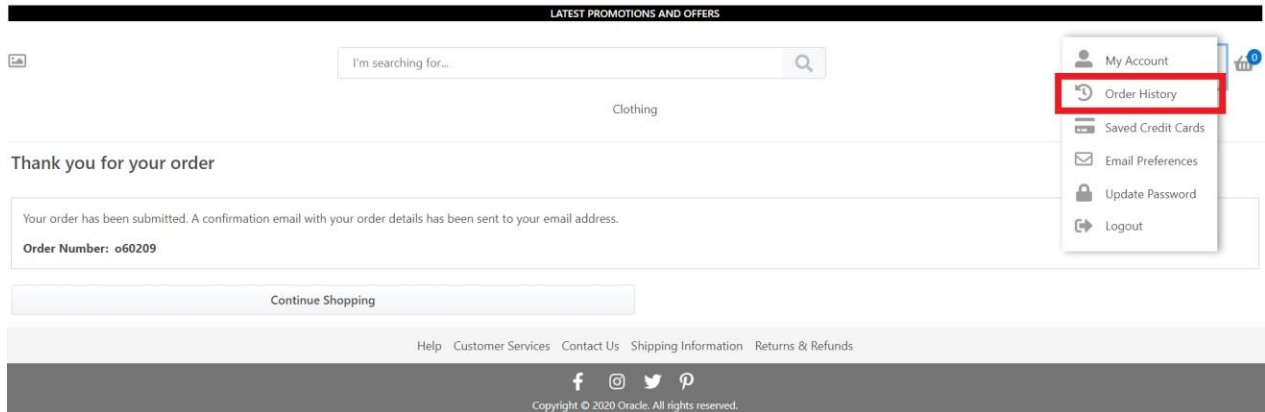 LATEST PROMOTIONS AND OFFERS
I'm searching for...
0
My Account
Order History
Saved Credit Cards
Email Preferences
Update Password
Logout
Clothing
Thank you for your order
Your order has been submitted. A confirmation email with your order details has been sent to your email address.
Order Number: o60209
Continue Shopping
Help Customer Services Contact Us Shipping Information Returns & Refunds
Copyright © 2020 Oracle. All rights reserved.